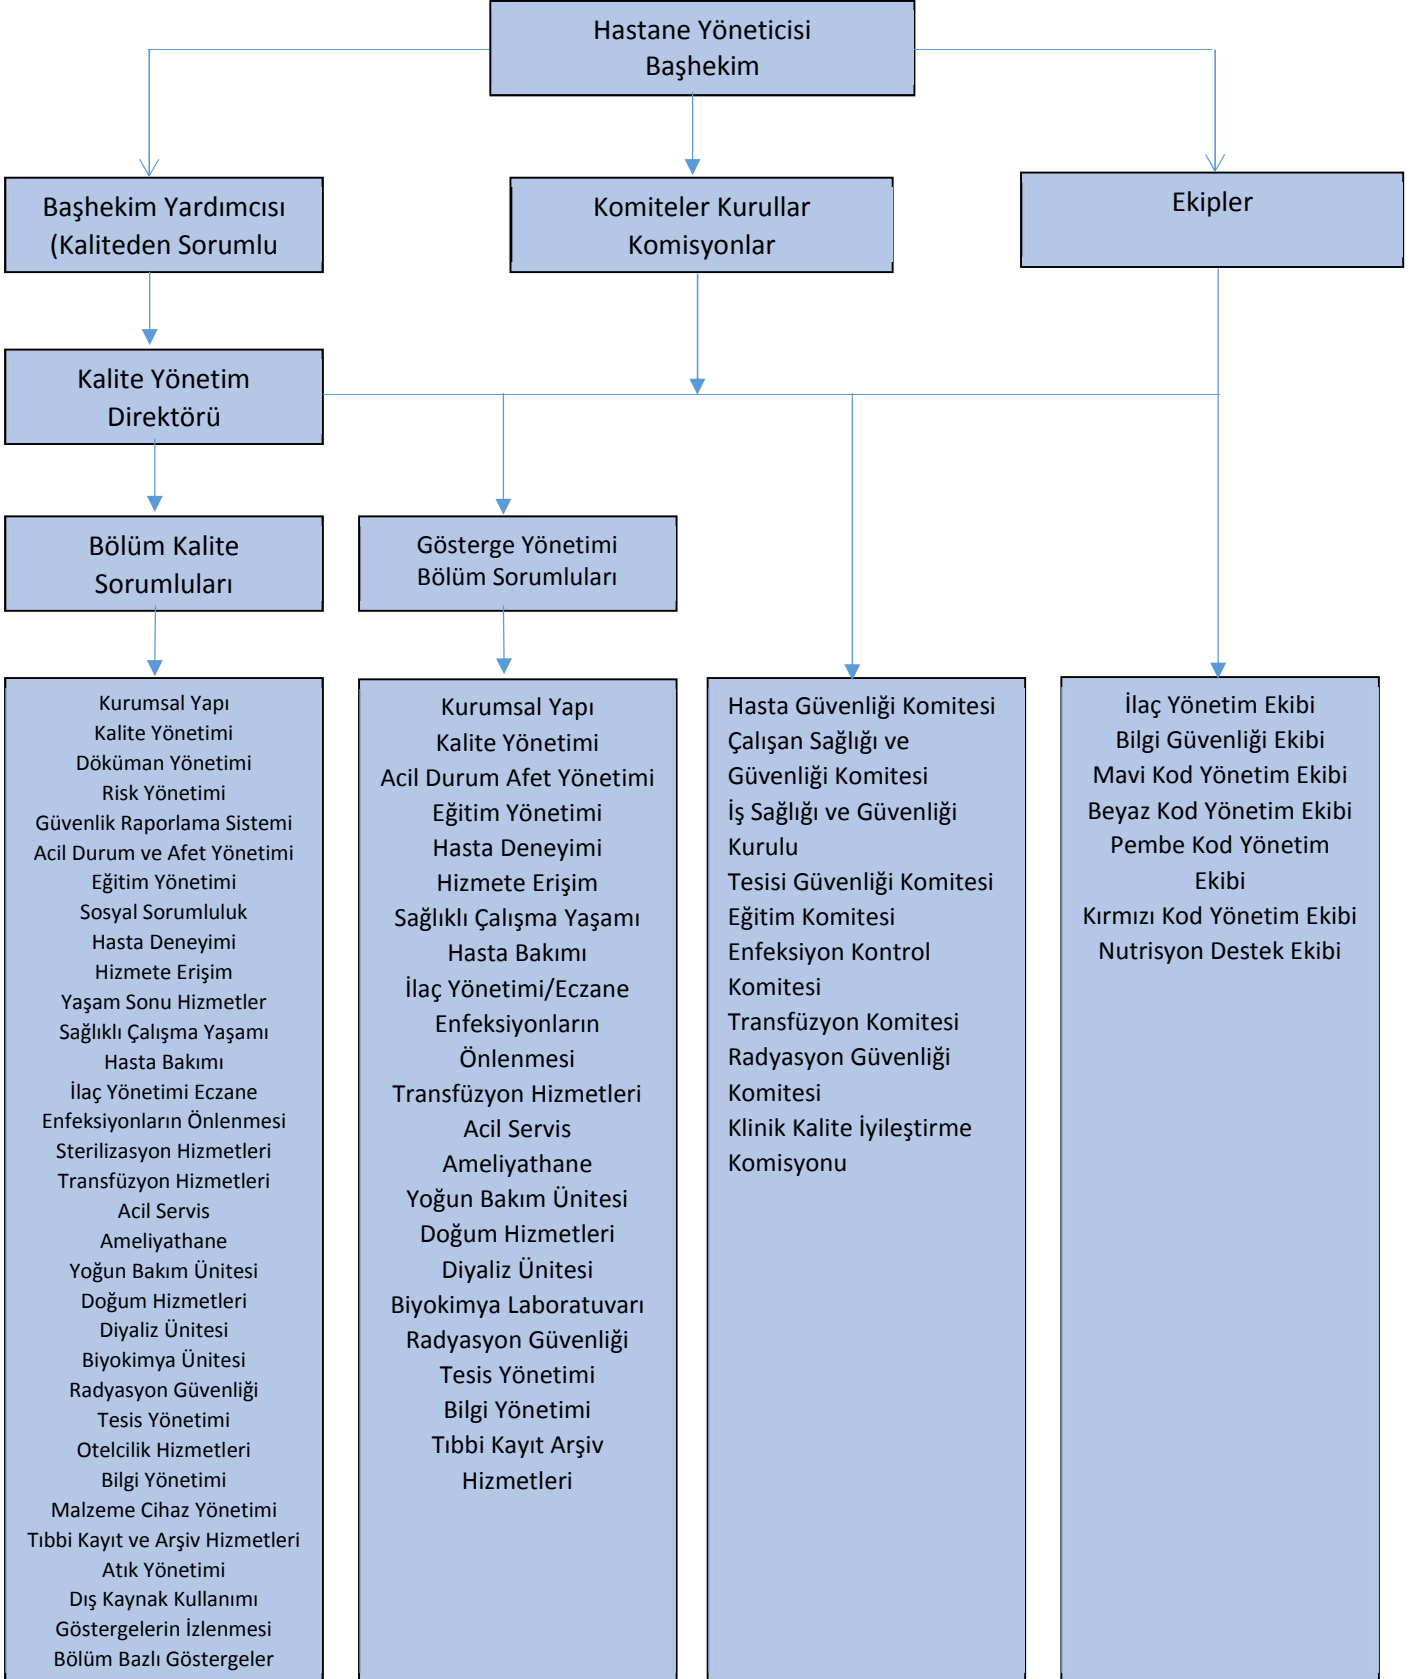 Hastane Yöneticisi
Başhekim
Başhekim Yardımcısı
(Kaliteden Sorumlu
Komiteler Kurullar
Komisyonlar
Ekipler
Kalite Yönetim
Direktörü
Bölüm Kalite
Sorumluları
Gösterge Yönetimi
Bölüm Sorumluları
Kurumsal Yapı
Kalite Yönetimi
Döküman Yönetimi
Risk Yönetimi
Güvenlik Raporlama Sistemi
Acil Durum ve Afet Yönetimi
Eğitim Yönetimi
Sosyal Sorumluluk
Hasta Deneyimi
Hizmete Erişim
Yaşam Sonu Hizmetler
Sağlıklı Çalışma Yaşamı
Hasta Bakımı
İlaç Yönetimi Eczane
Enfeksiyonların Önlenmesi
Sterilizasyon Hizmetleri
Transfüzyon Hizmetleri
Acil Servis
Ameliyathane
Yoğun Bakım Ünitesi
Doğum Hizmetleri
Diyaliz Ünitesi
Biyokimya Ünitesi
Radyasyon Güvenliği
Tesis Yönetimi
Otelcilik Hizmetleri
Bilgi Yönetimi
Malzeme Cihaz Yönetimi
Tıbbi Kayıt ve Arşiv Hizmetleri
Atık Yönetimi
Dış Kaynak Kullanımı
Göstergelerin İzlenmesi
Bölüm Bazlı Göstergeler
Kurumsal Yapı
Kalite Yönetimi
Acil Durum Afet Yönetimi
Eğitim Yönetimi
Hasta Deneyimi
Hizmete Erişim
Sağlıklı Çalışma Yaşamı
Hasta Bakımı
İlaç Yönetimi/Eczane
Enfeksiyonların
Önlenmesi
Transfüzyon Hizmetleri
Acil Servis
Ameliyathane
Yoğun Bakım Ünitesi
Doğum Hizmetleri
Diyaliz Ünitesi
Biyokimya Laboratuvarı
Radyasyon Güvenliği
Tesis Yönetimi
Bilgi Yönetimi
Tıbbi Kayıt Arşiv
Hizmetleri
Hasta Güvenliği Komitesi
Çalışan Sağlığı ve
Güvenliği Komitesi
İş Sağlığı ve Güvenliği
Kurulu
Tesisi Güvenliği Komitesi
Eğitim Komitesi
Enfeksiyon Kontrol
Komitesi
Transfüzyon Komitesi
Radyasyon Güvenliği
Komitesi
Klinik Kalite İyileştirme
Komisyonu
İlaç Yönetim Ekibi
Bilgi Güvenliği Ekibi
Mavi Kod Yönetim Ekibi
Beyaz Kod Yönetim Ekibi
Pembe Kod Yönetim
Ekibi
Kırmızı Kod Yönetim Ekibi
Nutrisyon Destek Ekibi